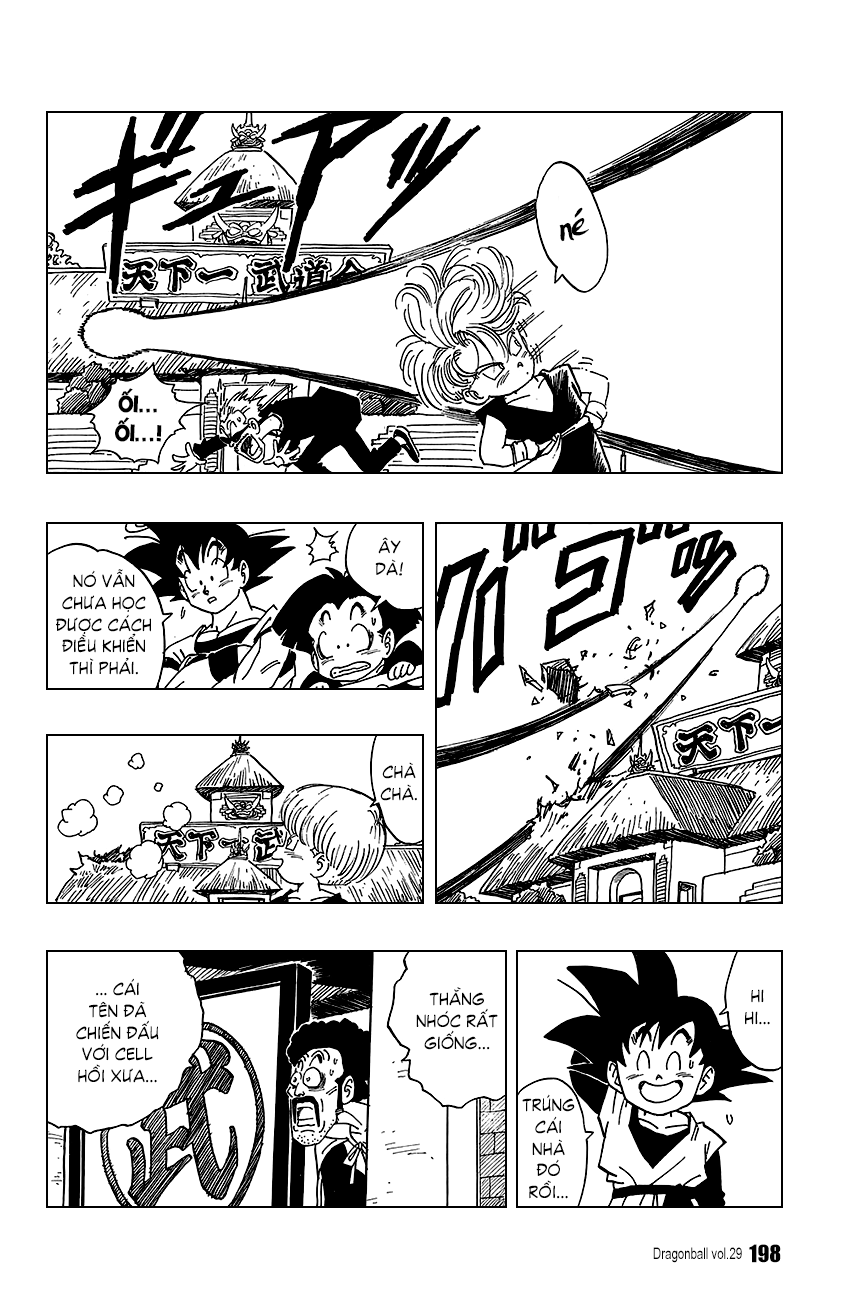 ギュアッ
né
天下一武道会
ỐI...
ỐI...!
ÂY
DÀ!
NÓ VẪN
CHƯA HỌC
ĐƯỢC CÁCH
ĐIỀU KHIỂN
THÌ PHẢI.
天下一
CHÀ
CHÀ.
天下一武
HI
HI...
TRÚNG
CÁI
NHÀ
ĐÓ
RỒI...
THẰNG
NHÓC RẤT
GIỐNG...
... CÁI
TÊN ĐÃ
CHIẾN ĐẤU
VỚI CELL
HỒI XƯA...
武
Dragonball vol.29 198